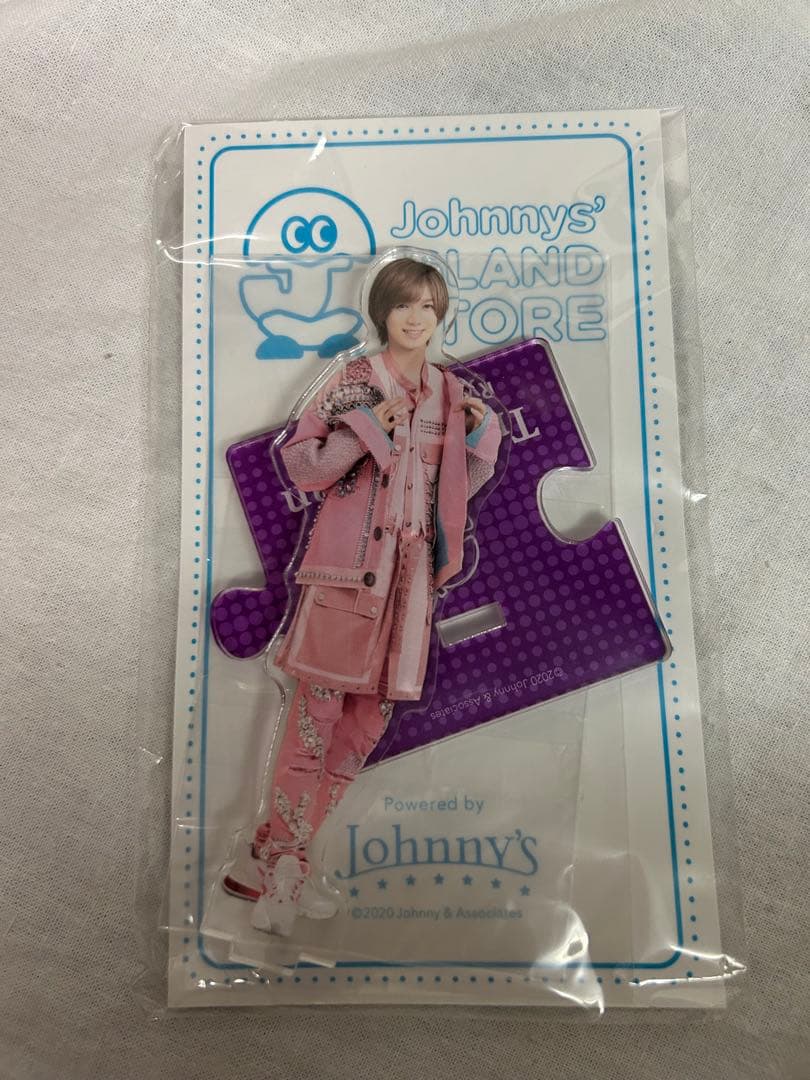 Johnnys'
LAND
TORE
©2020 Johnny & Associates
Powered by
Johnny's
©2020 Johnny & Associates